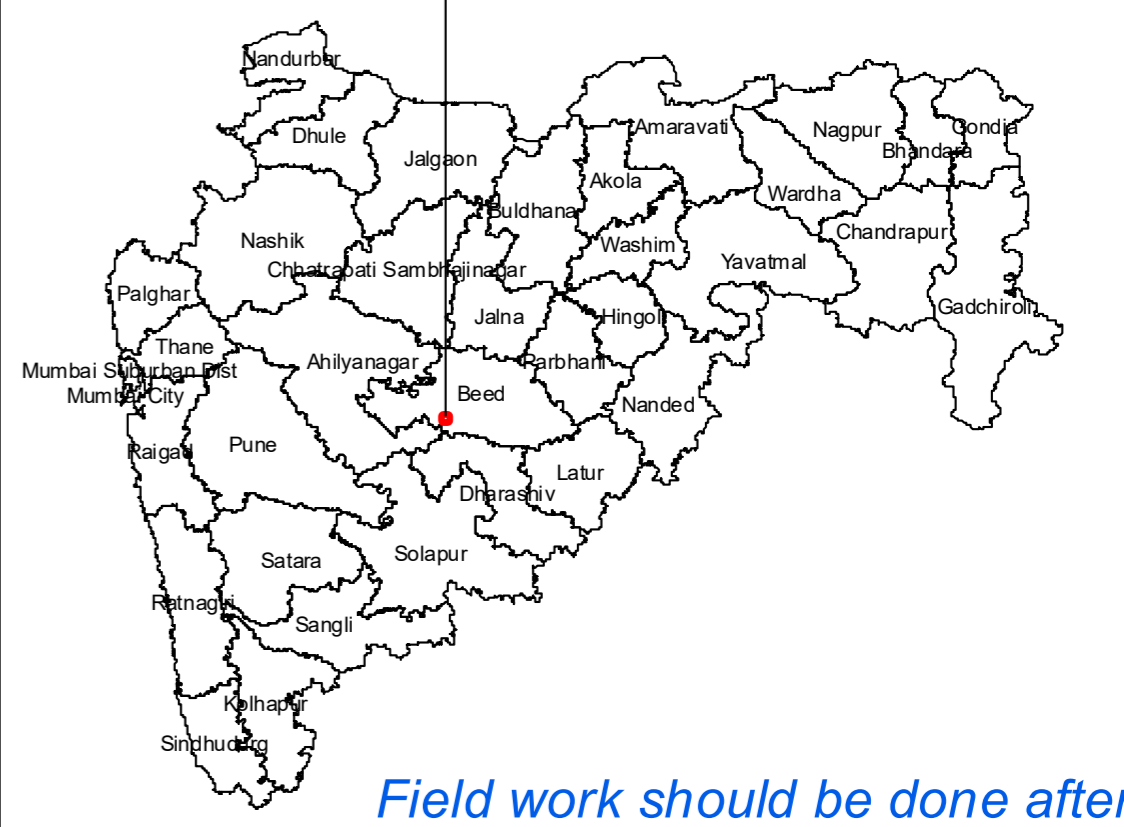 Nandurbar
Dhule
Jalgaon
Amaravati
Nagpur
Gondia
Bhandara
Akola
Wardha
Buldhana
Nashik
Washim
Chandrapur
Chhatrapati Sambhajinagar
Yavatmal
Palghar
Jalna
Hingoli
Gadchiroli
Thane
Ahilyanagar
Parbhani
Mumbai Suburban Dist
Mumbai City
Beed
Nanded
Raigad
Pune
Latur
Dharashiv
Solapur
Satara
Ratnagiri
Sangli
Kolhapur
Sindhudurg
Field work should be done after